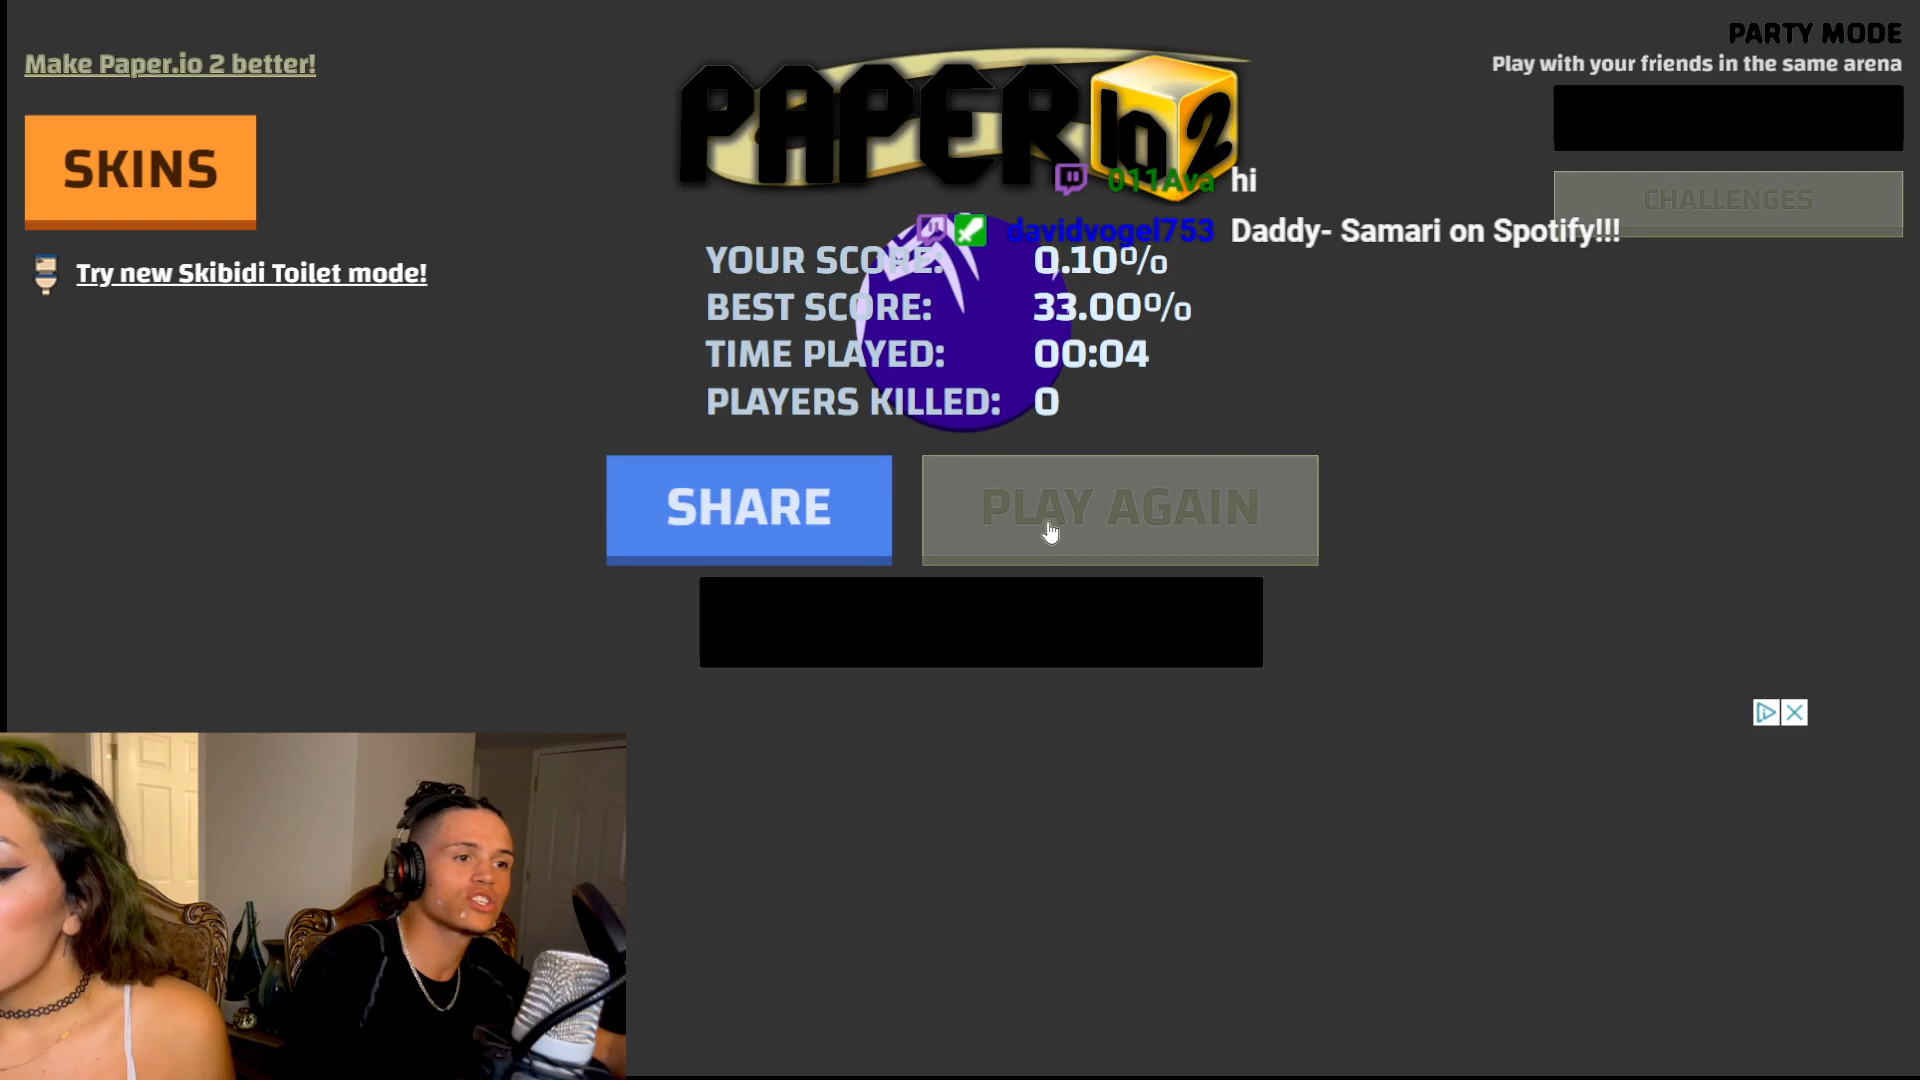 Make Paper.io 2 better!
SKINS
Try new Skibidi Toilet mode!
PAPER io 2
PARTY MODE
Play with your friends in the same arena
CHALLENGES
011Ava hi
davidvogel753 Daddy- Samari on Spotify!!!
YOUR SCORE: 0.10%
BEST SCORE: 33.00%
TIME PLAYED: 00:04
PLAYERS KILLED: 0
SHARE
PLAY AGAIN